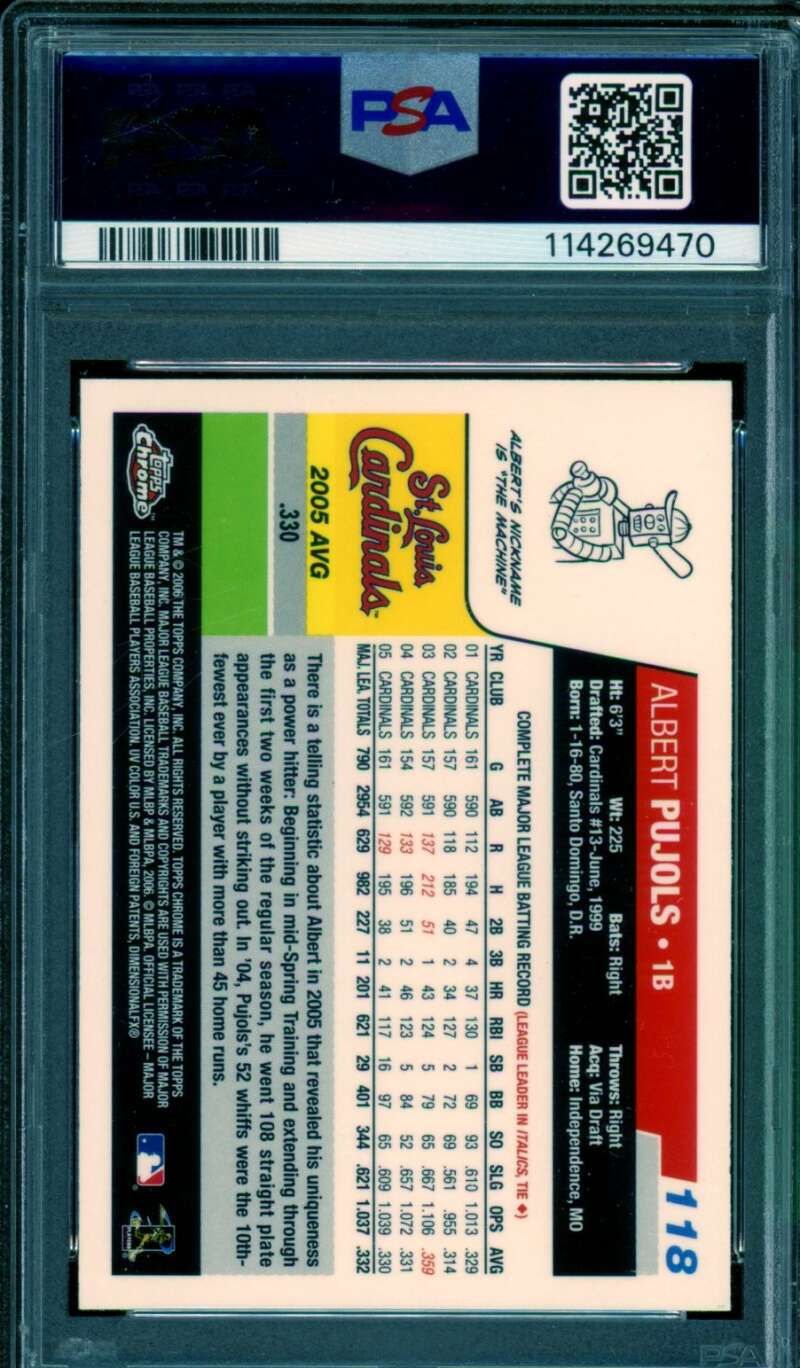 PSA
114269470
118
ALBERT PUJOLS • 1B
Ht: 6'3" Wt: 225 Bats: Right Throws: Right
Drafted: Cardinals #13-June, 1999 Acq: Via Draft
Born: 1-16-80, Santo Domingo, D.R. Home: Independence, MO
ALBERT'S NICKNAME
IS "THE MACHINE"
COMPLETE MAJOR LEAGUE BATTING RECORD (LEAGUE LEADER IN ITALICS, TIE ♦)
YR CLUB G AB R H 2B 3B HR RBI SB BB SO SLG OPS AVG
01 CARDINALS 161 590 112 194 47 4 37 130 1 69 93 .610 1.013 .329
02 CARDINALS 157 590 118 185 40 2 34 127 2 72 69 .561 .955 .314
03 CARDINALS 157 591 137 212 51 1 43 124 5 79 65 .667 1.106 .359
04 CARDINALS 154 592 133 196 51 2 46 123 5 84 52 .657 1.072 .331
05 CARDINALS 161 591 129 195 38 2 41 117 16 97 65 .609 1.039 .330
MAJ. LEA. TOTALS 790 2954 629 982 227 11 201 621 29 401 344 .621 1.037 .332
St. Louis
Cardinals
2005 AVG
.330
There is a telling statistic about Albert in 2005 that revealed his uniqueness
as a power hitter: Beginning in mid-Spring Training and extending through
the first two weeks of the regular season, he went 108 straight plate
appearances without striking out. In '04, Pujols's 52 whiffs were the 10th-
fewest ever by a player with more than 45 home runs.
Topps
Chrome
TM & © 2006 THE TOPPS COMPANY, INC. ALL RIGHTS RESERVED. TOPPS CHROME IS A TRADEMARK OF THE TOPPS
COMPANY, INC. MAJOR LEAGUE BASEBALL TRADEMARKS AND COPYRIGHTS ARE USED WITH PERMISSION OF MAJOR
LEAGUE BASEBALL PROPERTIES, INC. LICENSED BY MLBP & MLBPA, 2006. © MLBPA, OFFICIAL LICENSEE – MAJOR
LEAGUE BASEBALL PLAYERS ASSOCIATION. UV COLOR U.S. AND FOREIGN PATENTS, DIMENSIONALFX®
PSA